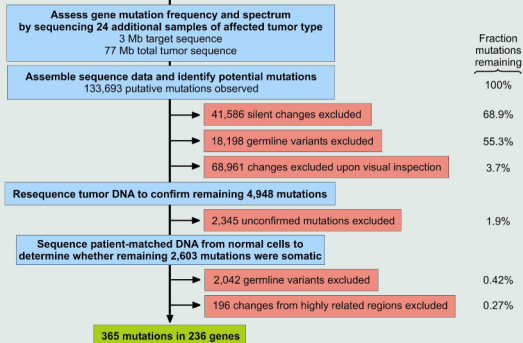 Assess gene mutation frequency and spectrum
by sequencing 24 additional samples of affected tumor type
3 Mb target sequence
77 Mb total tumor sequence
Fraction
mutations
remaining
Assemble sequence data and identify potential mutations
133,693 putative mutations observed
100%
41,586 silent changes excluded
68.9%
18,198 germline variants excluded
55.3%
68,961 changes excluded upon visual inspection
3.7%
Resequence tumor DNA to confirm remaining 4,948 mutations
2,345 unconfirmed mutations excluded
1.9%
Sequence patient-matched DNA from normal cells to
determine whether remaining 2,603 mutations were somatic
2,042 germline variants excluded
0.42%
196 changes from highly related regions excluded
0.27%
365 mutations in 236 genes